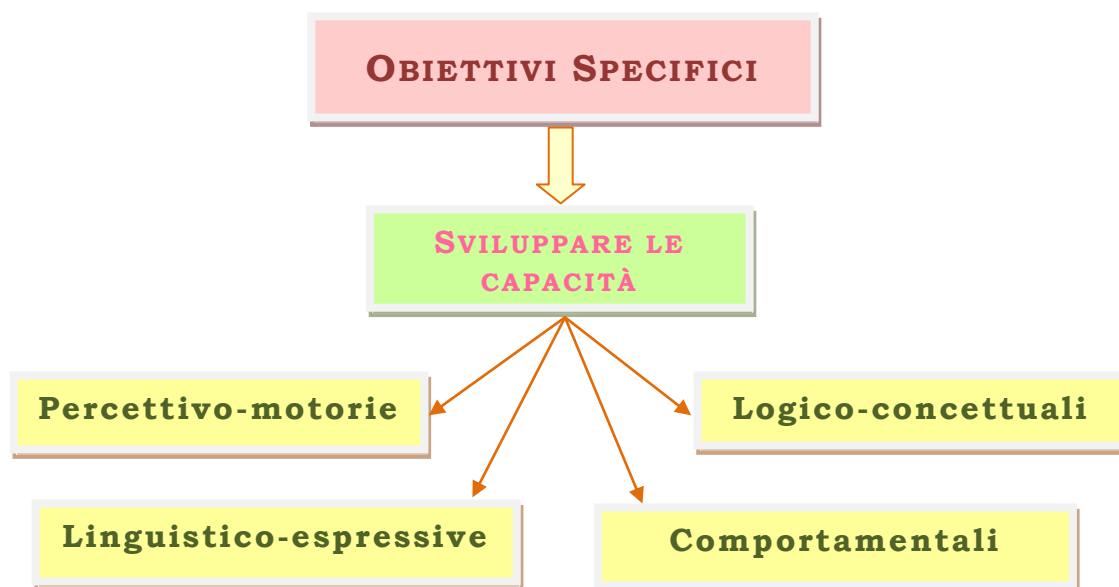 OBIETTIVI SPECIFICI
SVILUPPARE LE
CAPACITÀ
Percettivo-motorie
Logico-concettuali
Linguistico-espressive
Comportamentali